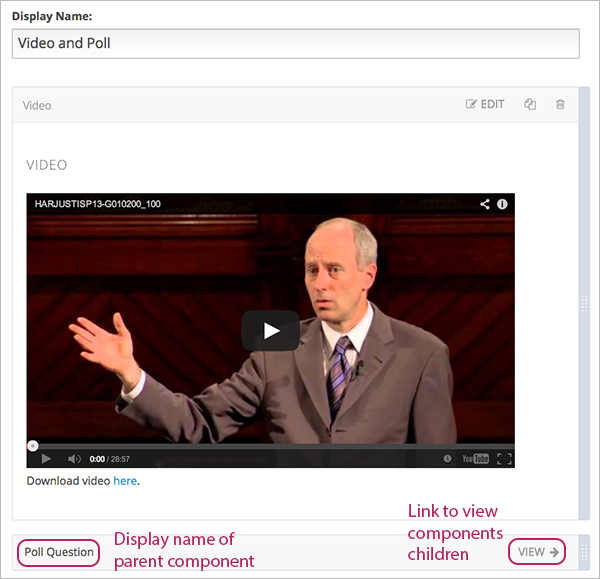 Display Name:
Video and Poll
Video
EDIT
VIDEO
HARJUSTISP13-G010200_100
0:00 / 28:57
YouTube
Download video here.
Poll Question
Display name of
parent component
Link to view
components
children
VIEW